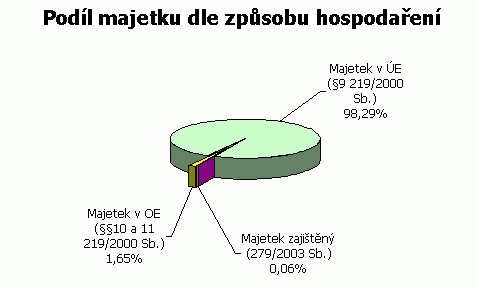 Podíl majetku dle způsobu hospodaření
Majetek v ÚE
(§9 219/2000
Sb.)
98,29%
Majetek v OE
(§§10 a 11
219/2000 Sb.)
1,65%
Majetek zajištěný
(279/2003 Sb.)
0,06%